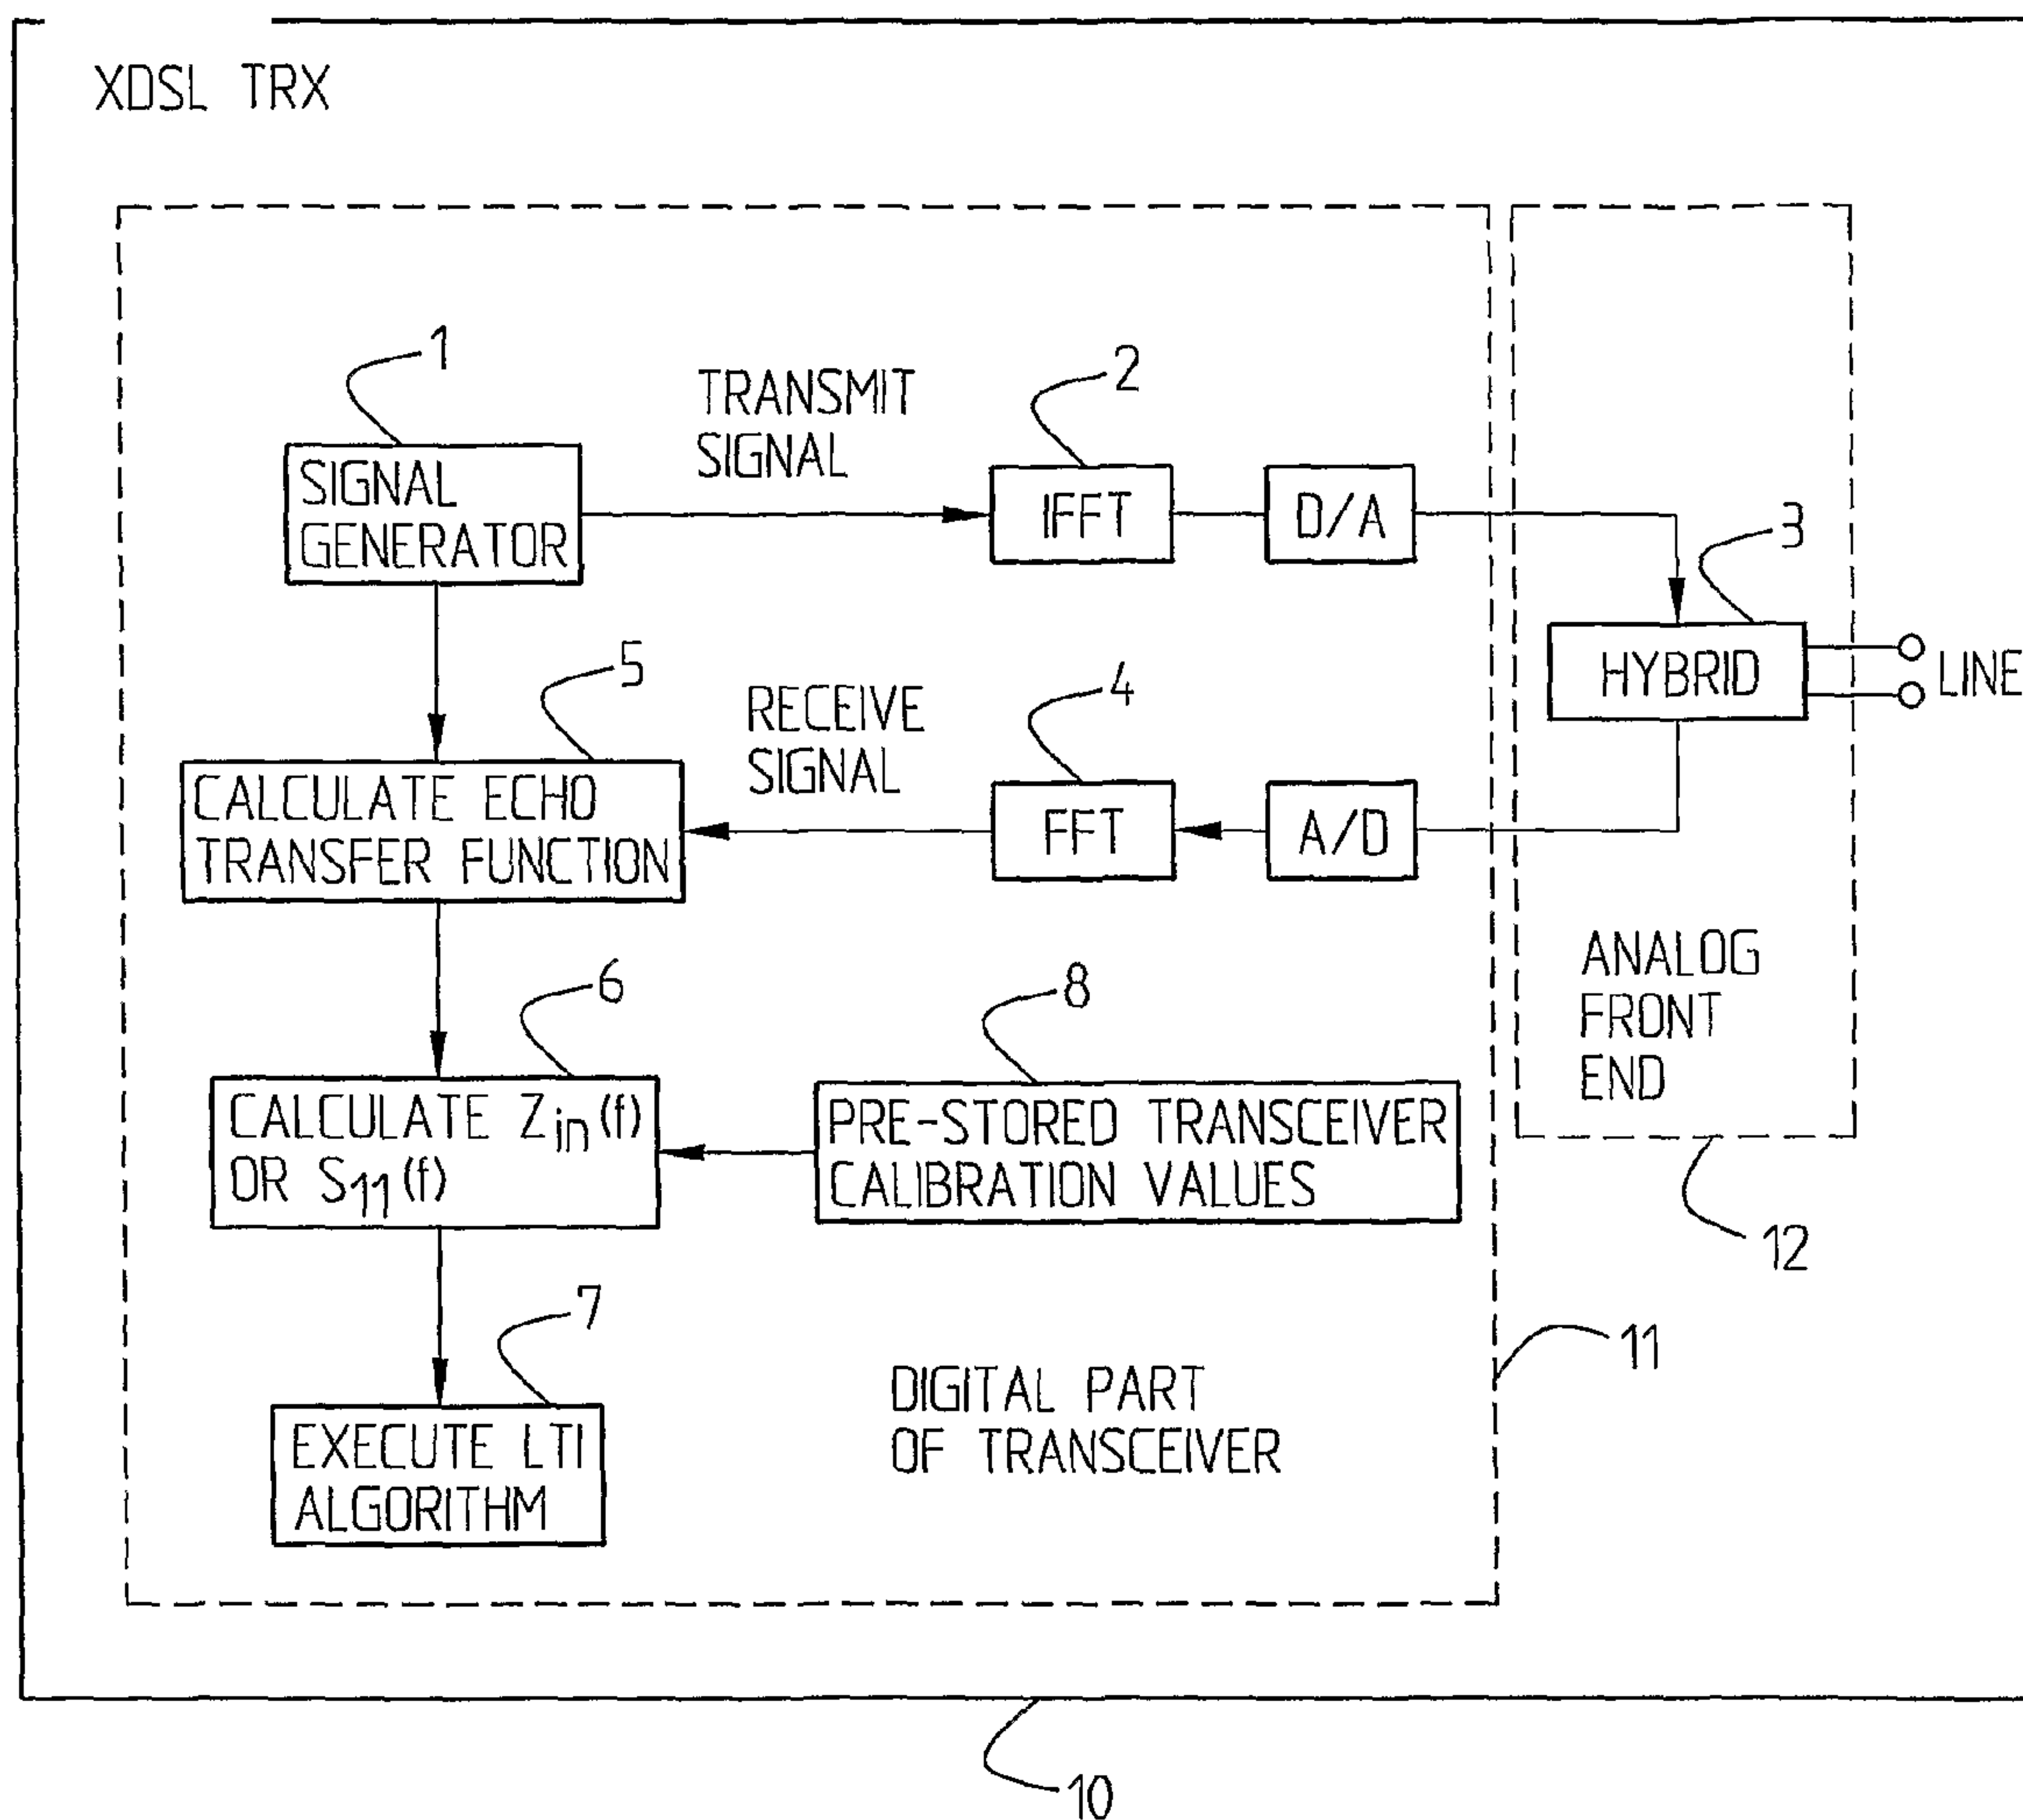 XDSL TRX
1
TRANSMIT
SIGNAL
2
SIGNAL
GENERATOR
IFFT
D/A
3
HYBRID
LINE
5
RECEIVE
SIGNAL
4
CALCULATE ECHO
TRANSFER FUNCTION
FFT
A/D
ANALOG
FRONT
END
6
8
CALCULATE Zin(f)
OR S11(f)
PRE-STORED TRANSCEIVER
CALIBRATION VALUES
12
7
11
DIGITAL PART
OF TRANSCEIVER
EXECUTE LTI
ALGORITHM
10